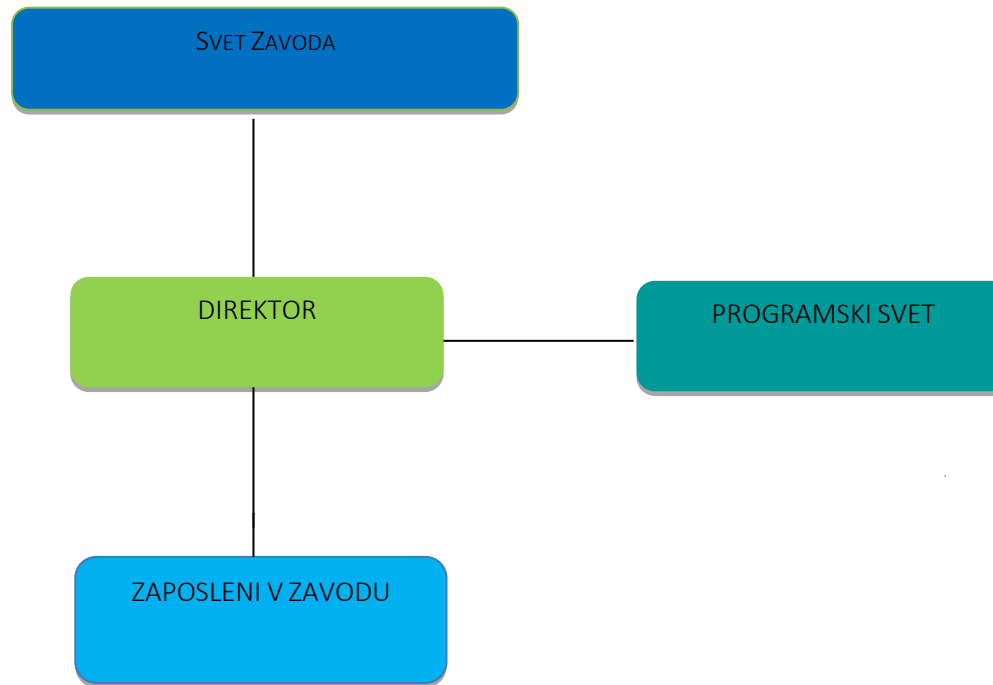 SVET ZAVODA
DIREKTOR
PROGRAMSKI SVET
ZAPOSLENI V ZAVODU